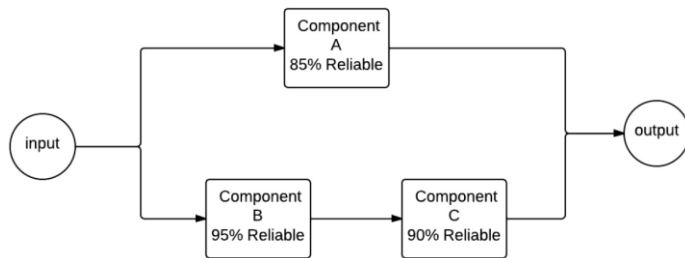 Component
A
85% Reliable
input
output
Component
B
95% Reliable
Component
C
90% Reliable